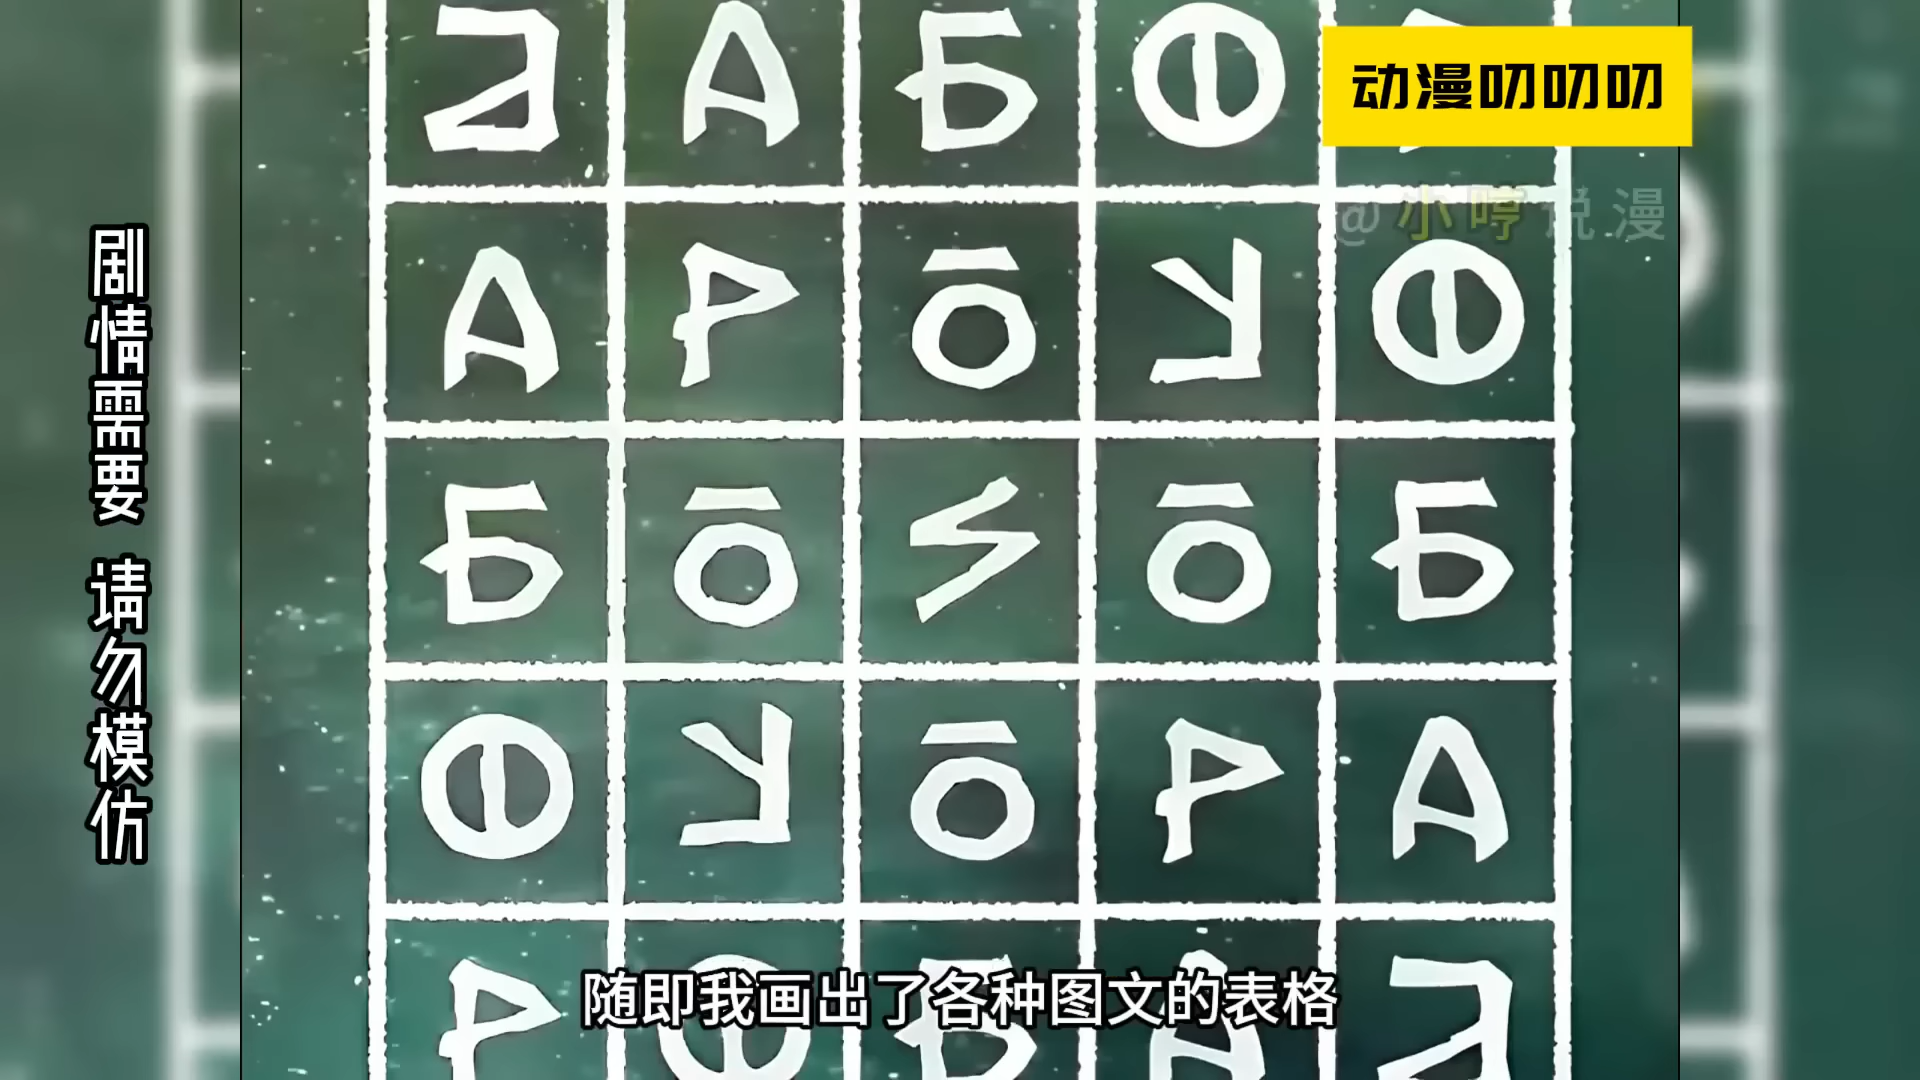 动漫叨叨叨
@小哼说漫
剧情需要 请勿模仿
A Б Θ
A P Ō Θ
Б Ō Ō Б
Θ Ō P A
P Б A
随即我画出了各种图文的表格